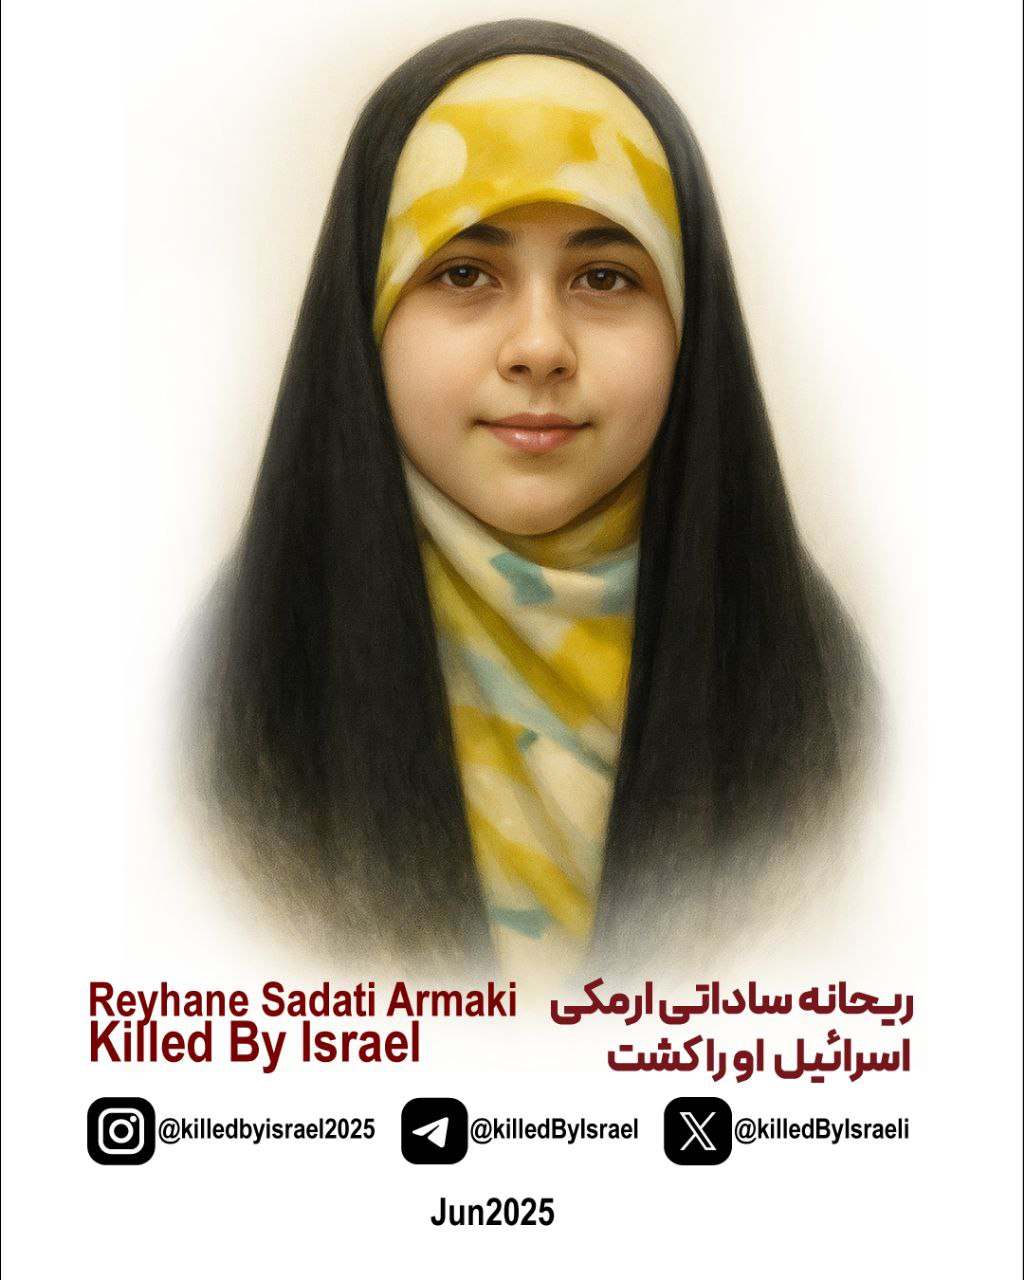 Reyhane Sadati Armaki
Killed By Israel
ریحانه ساداتی ارمکی
اسرائیل او را کشت
@killedbyisrael2025
@killedByIsrael
@killedByIsraeli
Jun2025